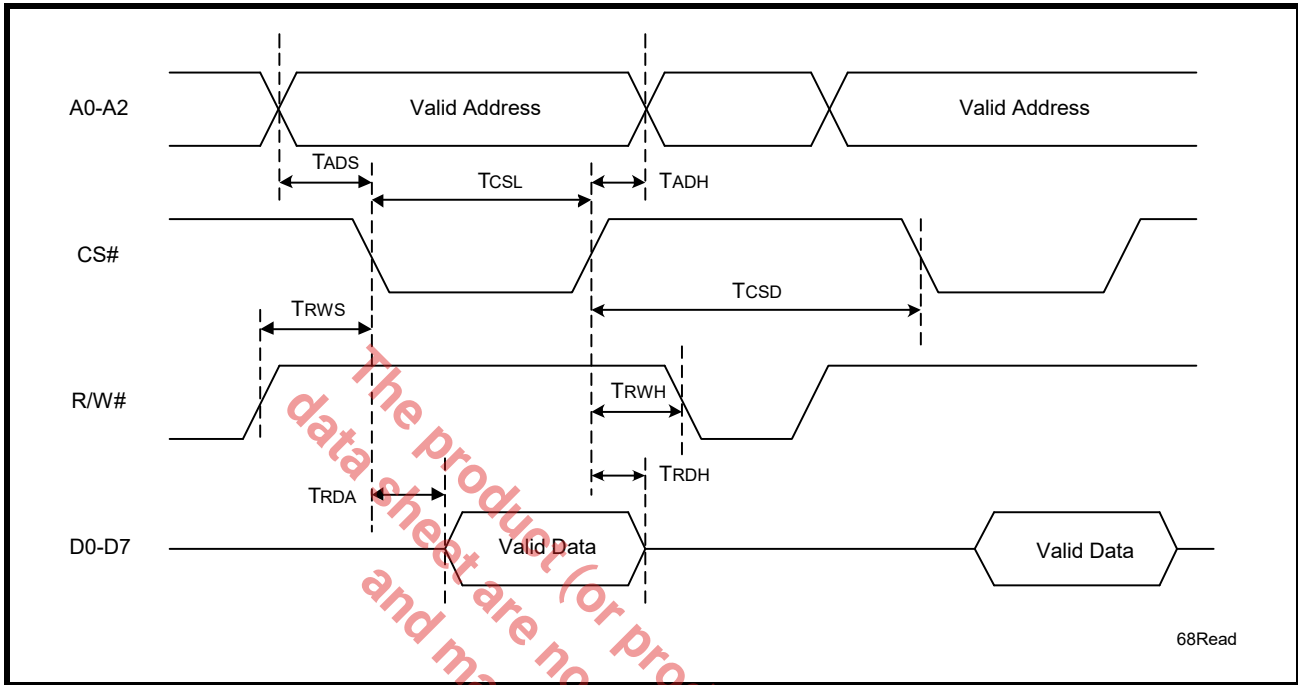 A0-A2
Valid Address
Valid Address
TADS
TCSL
TADH
CS#
TCSD
TRWS
R/W#
TRWH
TRDH
TRDA
D0-D7
Valid Data
Valid Data
68Read
The product (or pro
data sheet are no
and ma